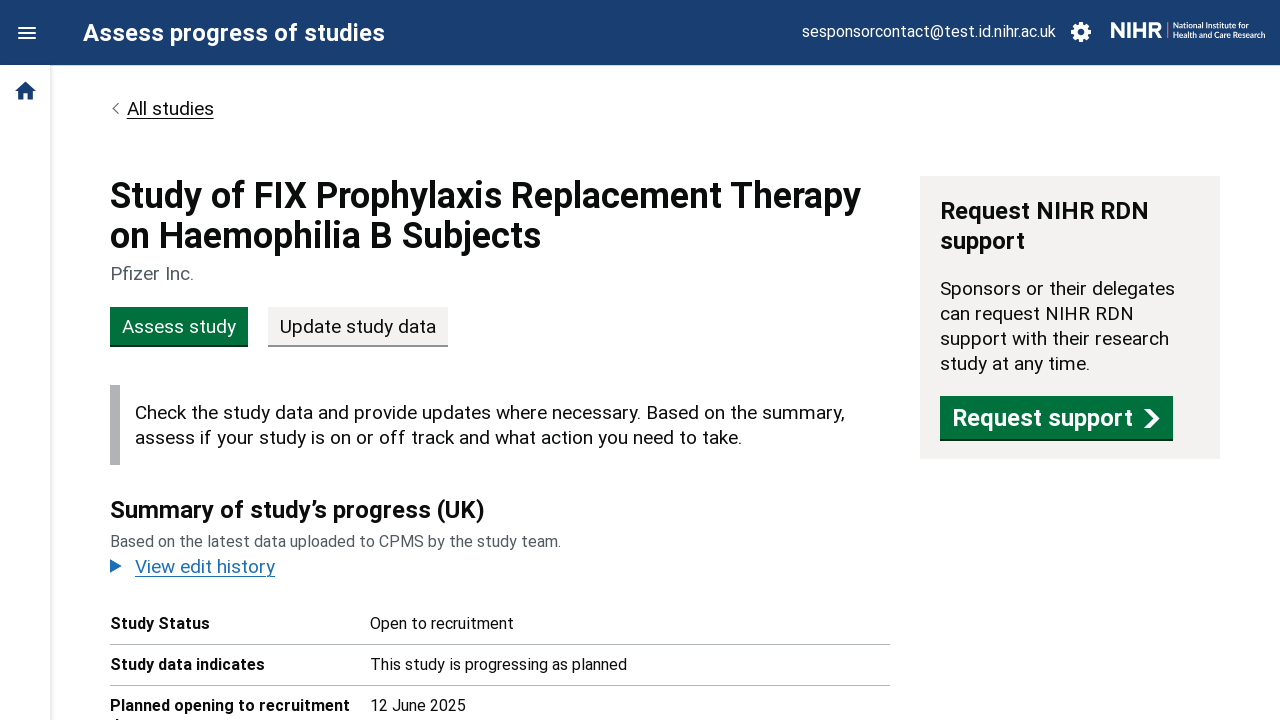 Assess progress of studies
sesponsorcontact@test.id.nihr.ac.uk
NIHR | National Institute for
Health and Care Research
All studies
Study of FIX Prophylaxis Replacement Therapy
on Haemophilia B Subjects
Pfizer Inc.
Assess study
Update study data
Check the study data and provide updates where necessary. Based on the summary,
assess if your study is on or off track and what action you need to take.
Summary of study’s progress (UK)
Based on the latest data uploaded to CPMS by the study team.
View edit history
Study Status Open to recruitment
Study data indicates This study is progressing as planned
Planned opening to recruitment 12 June 2025
Request NIHR RDN
support
Sponsors or their delegates
can request NIHR RDN
support with their research
study at any time.
Request support